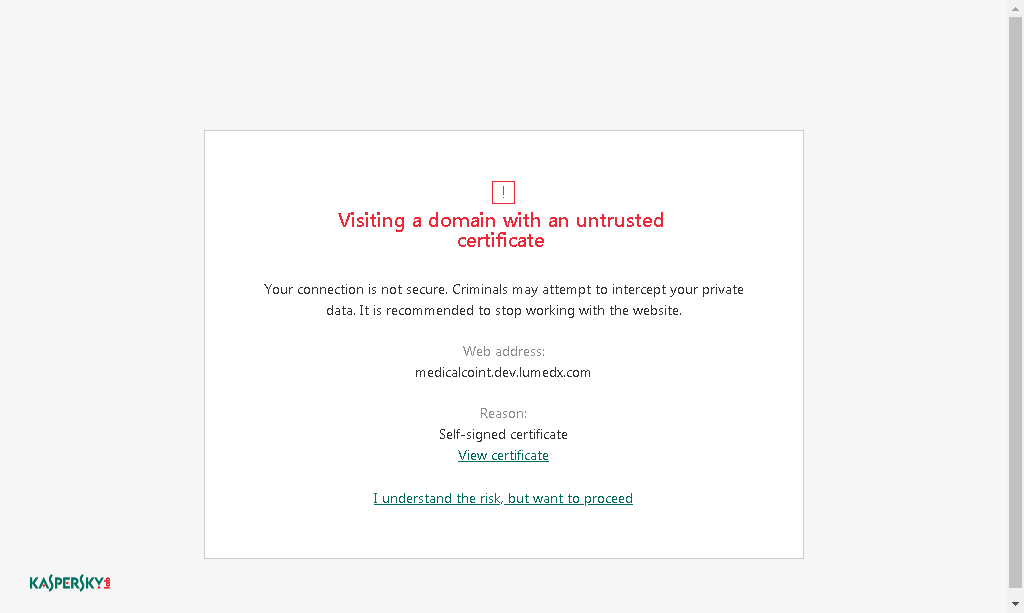 !
Visiting a domain with an untrusted
certificate
Your connection is not secure. Criminals may attempt to intercept your private
data. It is recommended to stop working with the website.
Web address:
medicalcoint.dev.lumedx.com
Reason:
Self-signed certificate
View certificate
I understand the risk, but want to proceed
KASPERSKY lab